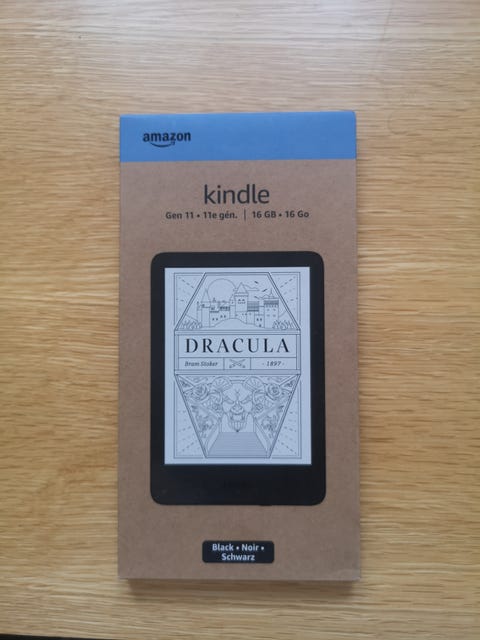 amazon
kindle
Gen 11 • 11e gén. | 16 GB • 16 Go
DRACULA
Bram Stoker - 1897 -
Black • Noir •
Schwarz